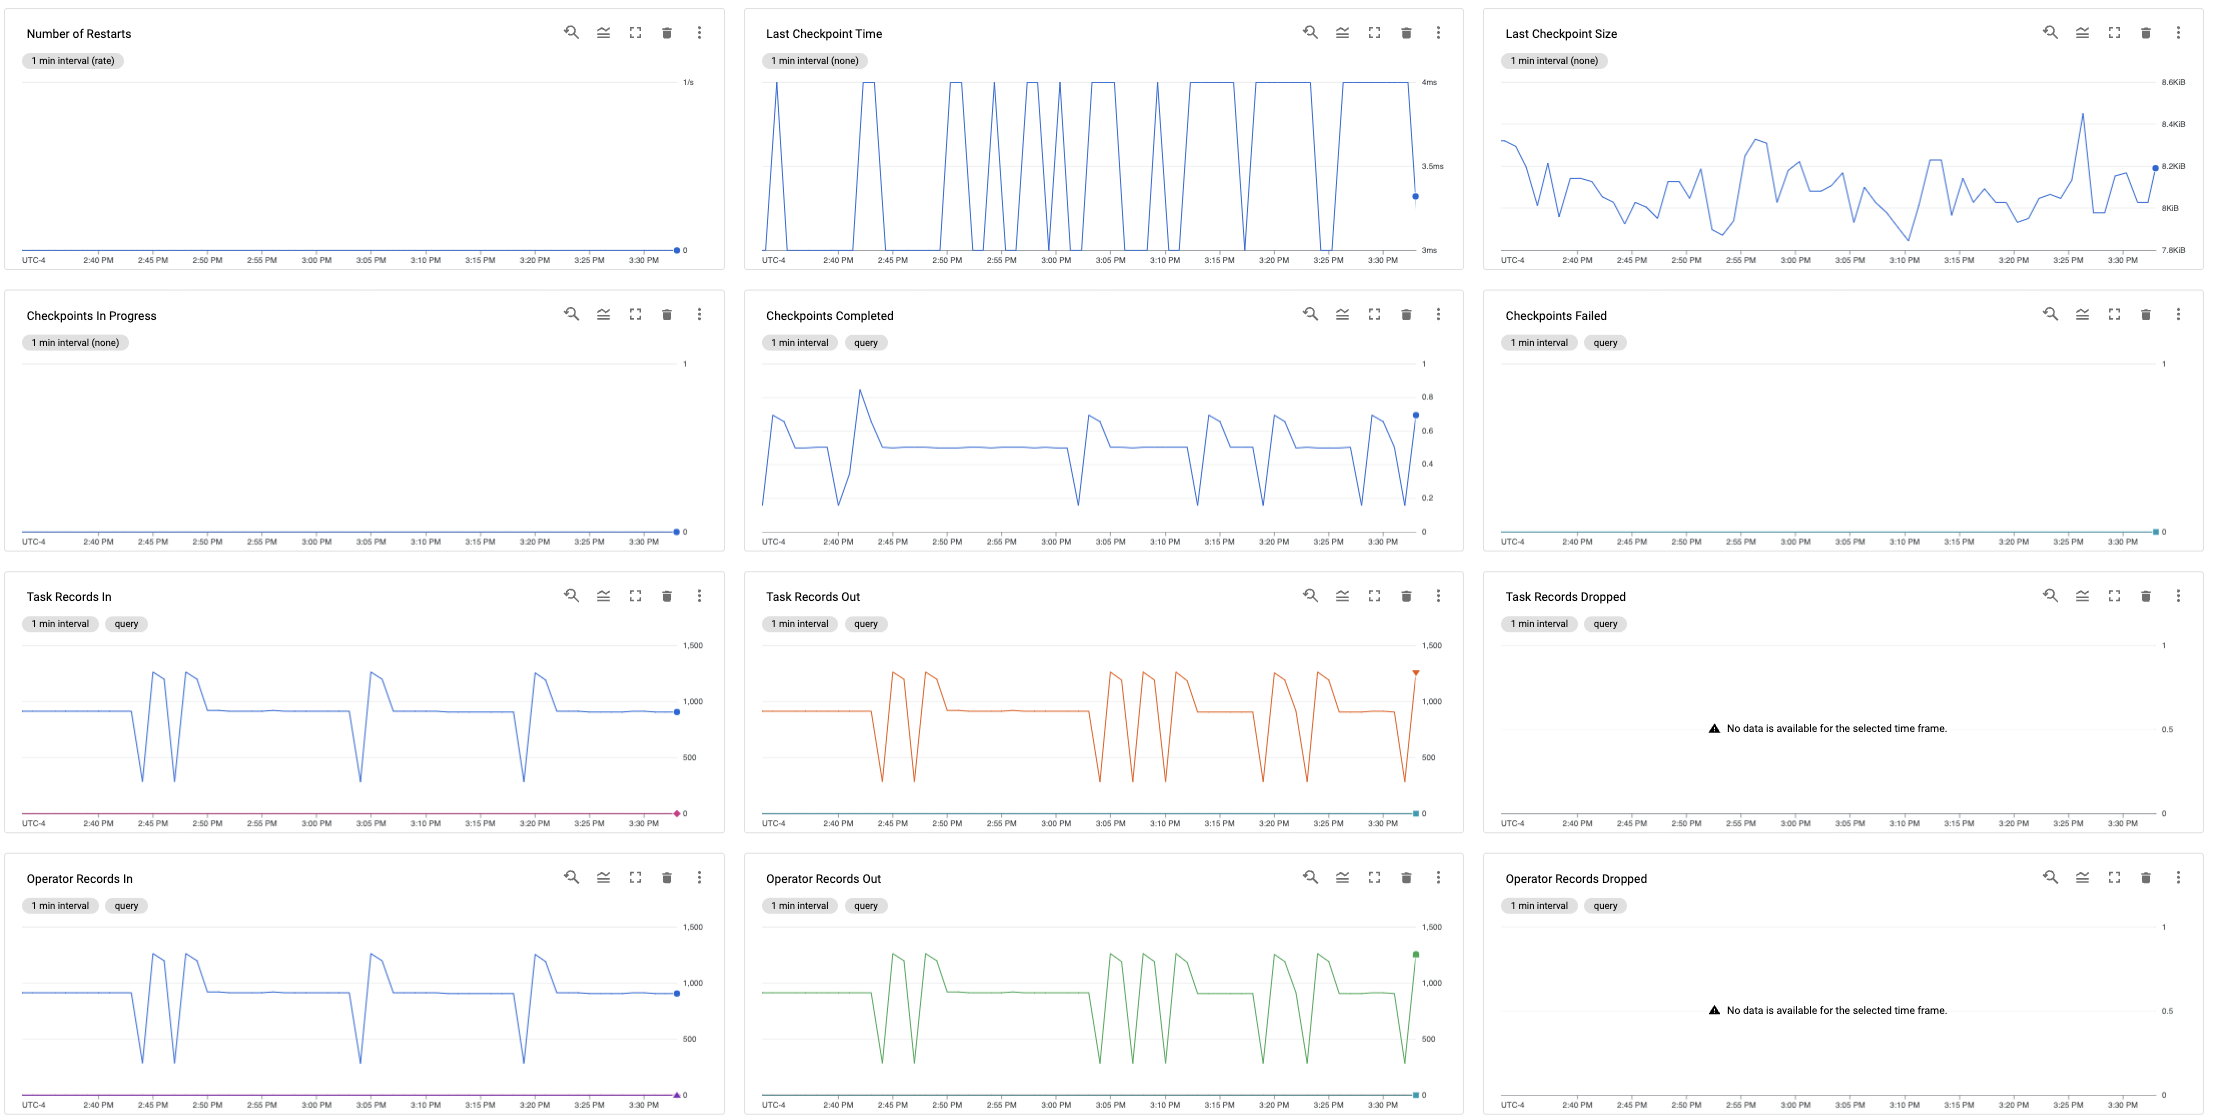 Number of Restarts
1 min interval (rate)
1/s
0
UTC-4 2:40 PM 2:45 PM 2:50 PM 2:55 PM 3:00 PM 3:05 PM 3:10 PM 3:15 PM 3:20 PM 3:25 PM 3:30 PM
Last Checkpoint Time
1 min interval (none)
4ms
3.5ms
3ms
UTC-4 2:40 PM 2:45 PM 2:50 PM 2:55 PM 3:00 PM 3:05 PM 3:10 PM 3:15 PM 3:20 PM 3:25 PM 3:30 PM
Last Checkpoint Size
1 min interval (none)
8.6KiB
8.4KiB
8.2KiB
8KiB
7.8KiB
UTC-4 2:40 PM 2:45 PM 2:50 PM 2:55 PM 3:00 PM 3:05 PM 3:10 PM 3:15 PM 3:20 PM 3:25 PM 3:30 PM
Checkpoints In Progress
1 min interval (none)
1
0
UTC-4 2:40 PM 2:45 PM 2:50 PM 2:55 PM 3:00 PM 3:05 PM 3:10 PM 3:15 PM 3:20 PM 3:25 PM 3:30 PM
Checkpoints Completed
1 min interval query
1
0.8
0.6
0.4
0.2
0
UTC-4 2:40 PM 2:45 PM 2:50 PM 2:55 PM 3:00 PM 3:05 PM 3:10 PM 3:15 PM 3:20 PM 3:25 PM 3:30 PM
Checkpoints Failed
1 min interval query
1
0
UTC-4 2:40 PM 2:45 PM 2:50 PM 2:55 PM 3:00 PM 3:05 PM 3:10 PM 3:15 PM 3:20 PM 3:25 PM 3:30 PM
Task Records In
1 min interval query
1,500
1,000
500
0
UTC-4 2:40 PM 2:45 PM 2:50 PM 2:55 PM 3:00 PM 3:05 PM 3:10 PM 3:15 PM 3:20 PM 3:25 PM 3:30 PM
Task Records Out
1 min interval query
1,500
1,000
500
0
UTC-4 2:40 PM 2:45 PM 2:50 PM 2:55 PM 3:00 PM 3:05 PM 3:10 PM 3:15 PM 3:20 PM 3:25 PM 3:30 PM
Task Records Dropped
1 min interval query
1
No data is available for the selected time frame.
0.5
0
UTC-4 2:40 PM 2:45 PM 2:50 PM 2:55 PM 3:00 PM 3:05 PM 3:10 PM 3:15 PM 3:20 PM 3:25 PM 3:30 PM
Operator Records In
1 min interval query
1,500
1,000
500
0
UTC-4 2:40 PM 2:45 PM 2:50 PM 2:55 PM 3:00 PM 3:05 PM 3:10 PM 3:15 PM 3:20 PM 3:25 PM 3:30 PM
Operator Records Out
1 min interval query
1,500
1,000
500
0
UTC-4 2:40 PM 2:45 PM 2:50 PM 2:55 PM 3:00 PM 3:05 PM 3:10 PM 3:15 PM 3:20 PM 3:25 PM 3:30 PM
Operator Records Dropped
1 min interval query
1
No data is available for the selected time frame.
0.5
0
UTC-4 2:40 PM 2:45 PM 2:50 PM 2:55 PM 3:00 PM 3:05 PM 3:10 PM 3:15 PM 3:20 PM 3:25 PM 3:30 PM